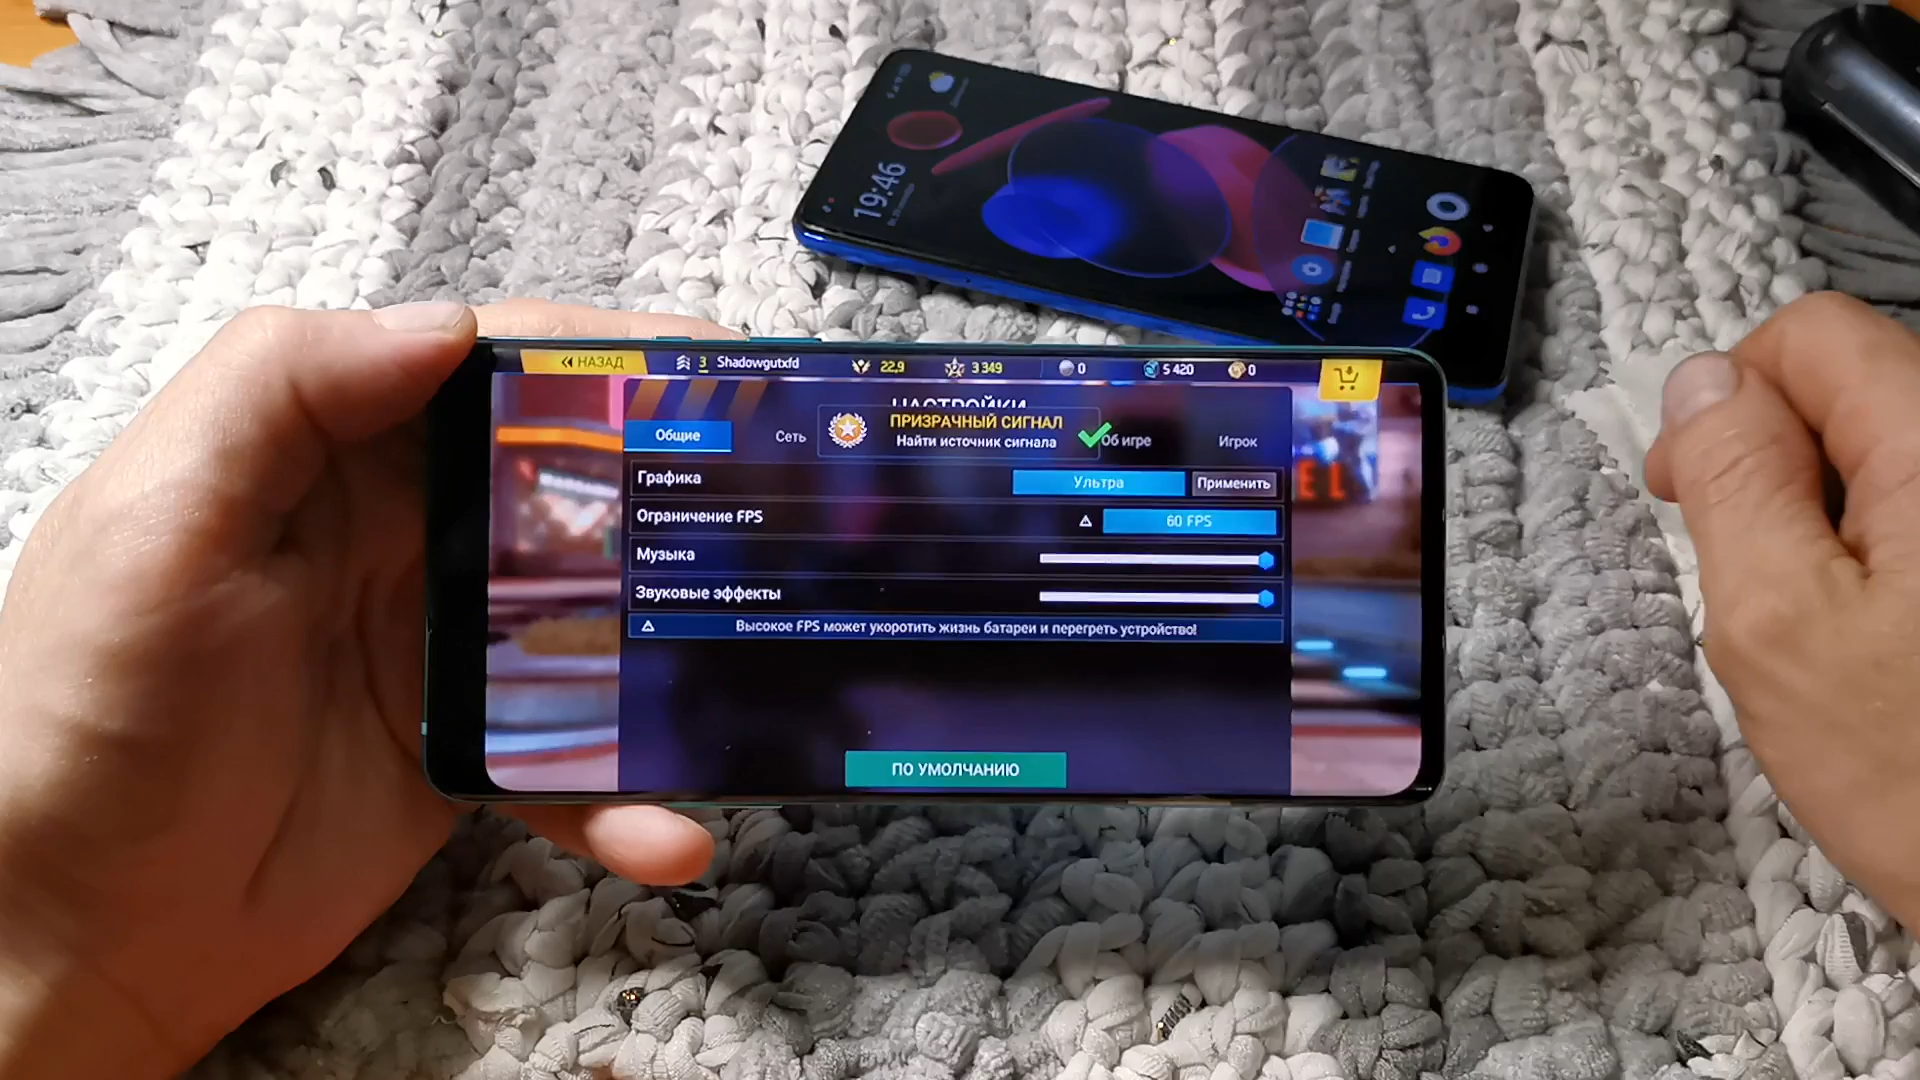 19:46
НАЗАД
3 Shadowgutxfd
22,9
3 349
0
5 420
0
НАСТРОЙКИ
ПРИЗРАЧНЫЙ СИГНАЛ
Найти источник сигнала
Общие
Сеть
Об игре
Игрок
Графика
Ультра
Применить
Ограничение FPS
60 FPS
Музыка
Звуковые эффекты
Высокое FPS может укоротить жизнь батареи и перегреть устройство!
ПО УМОЛЧАНИЮ